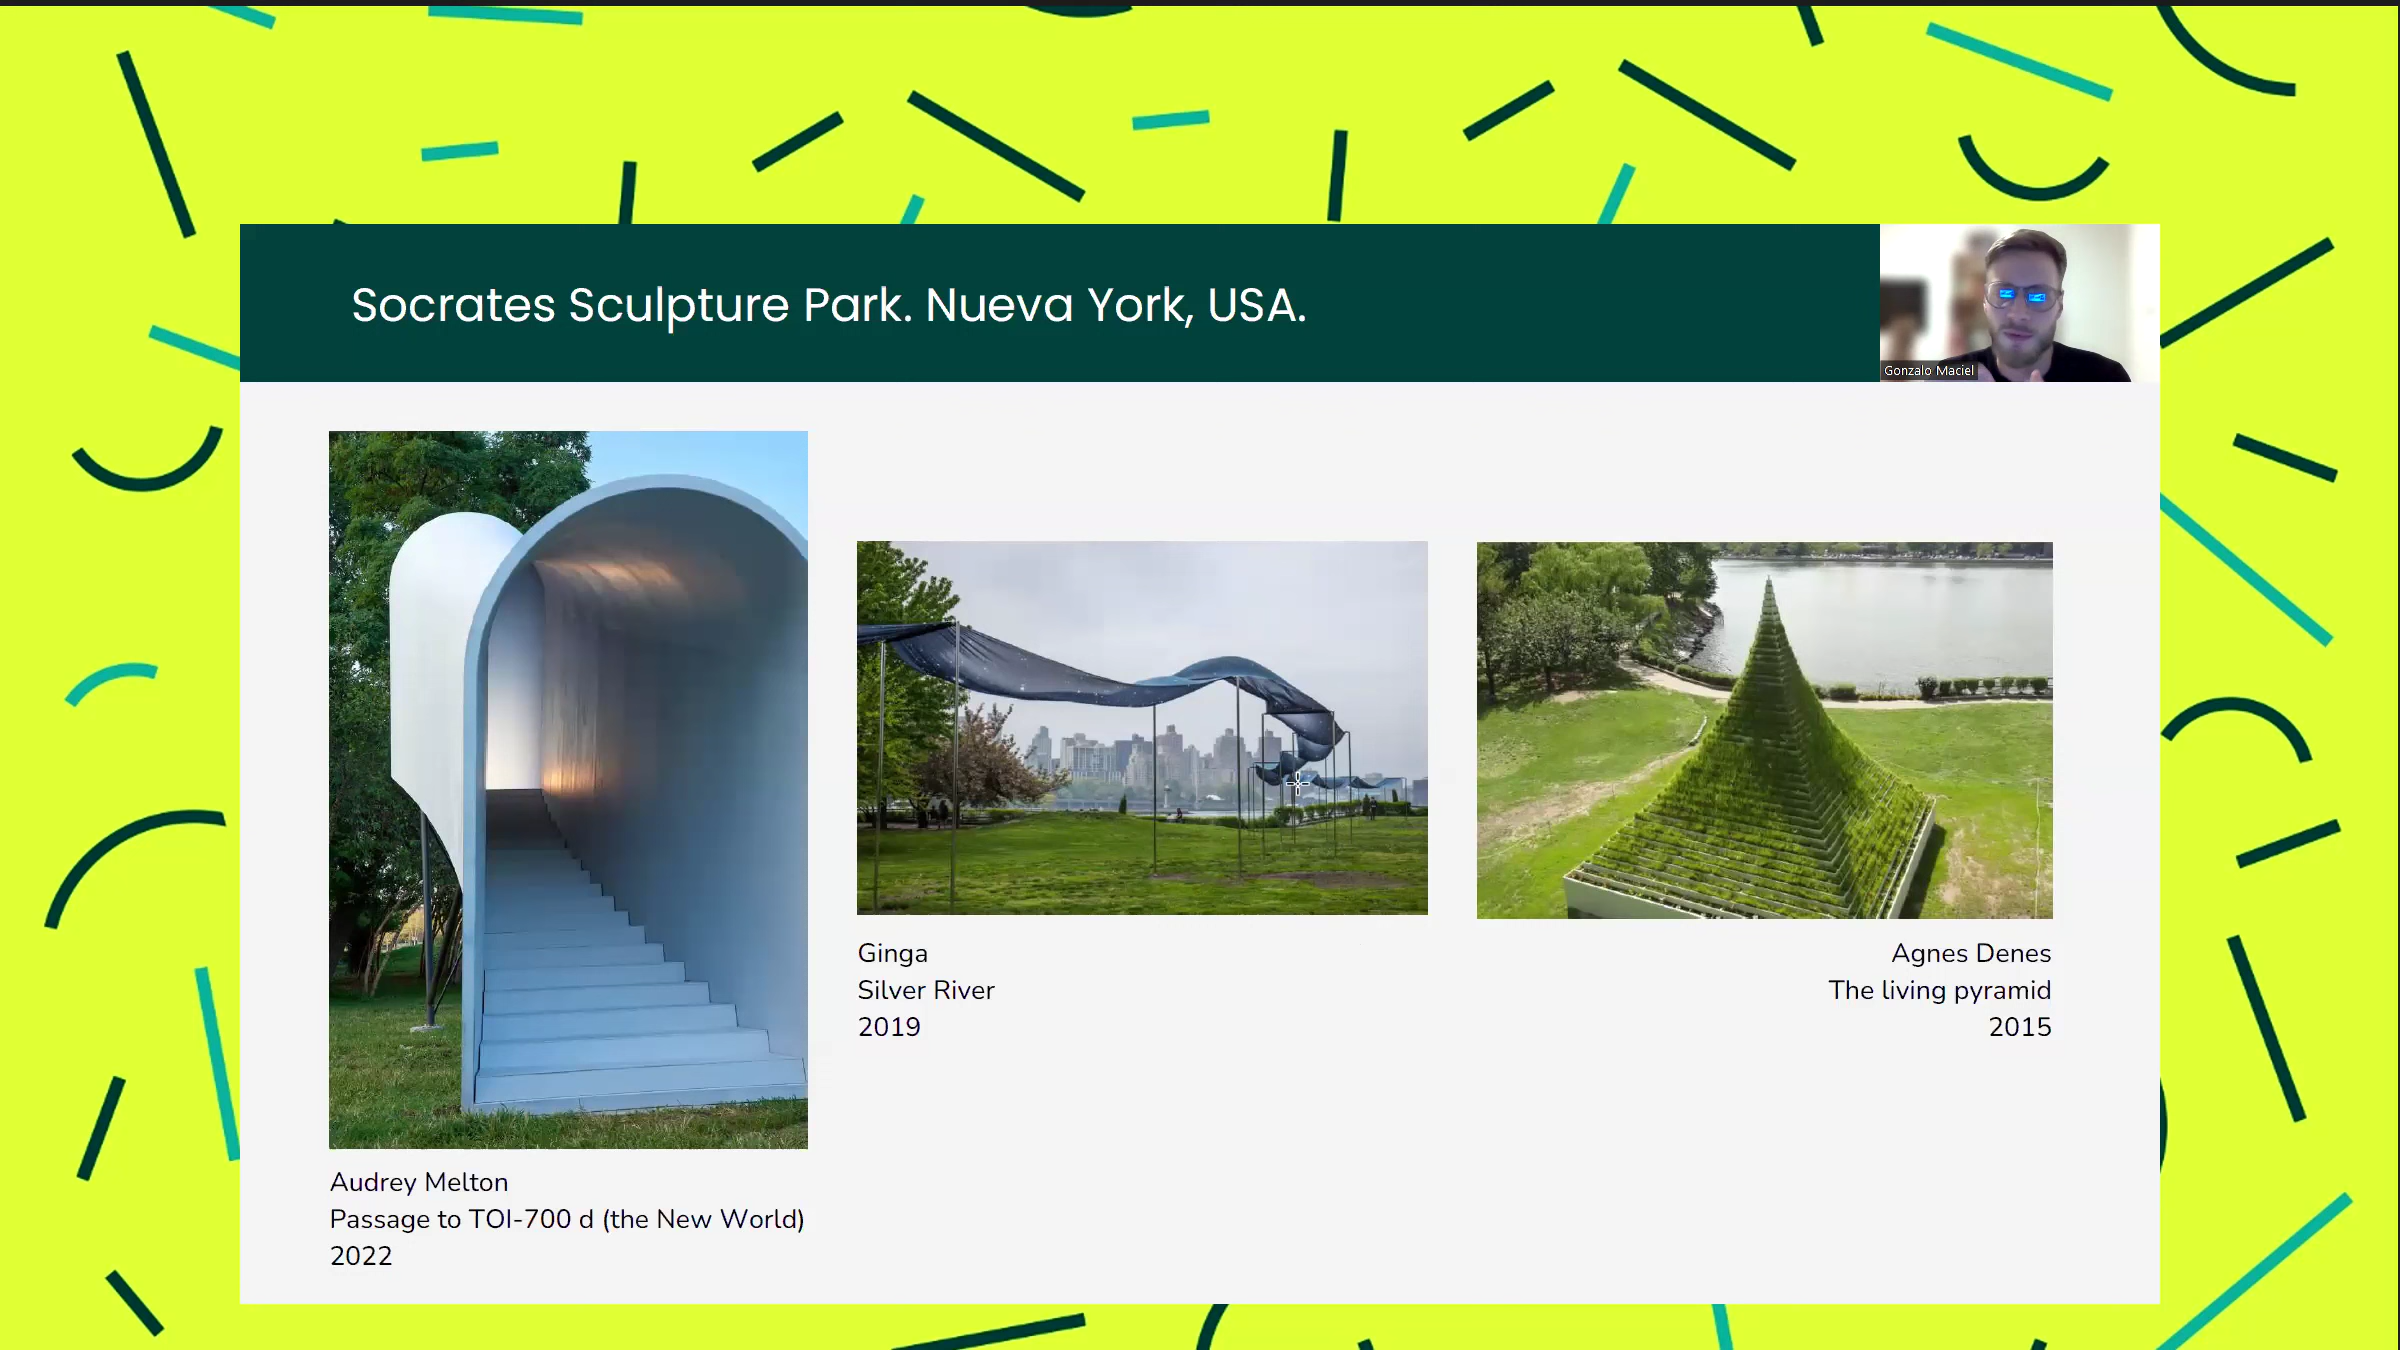 Socrates Sculpture Park. Nueva York, USA.
Gonzalo Maciel
Audrey Melton
Passage to TOI-700 d (the New World)
2022
Ginga
Silver River
2019
Agnes Denes
The living pyramid
2015